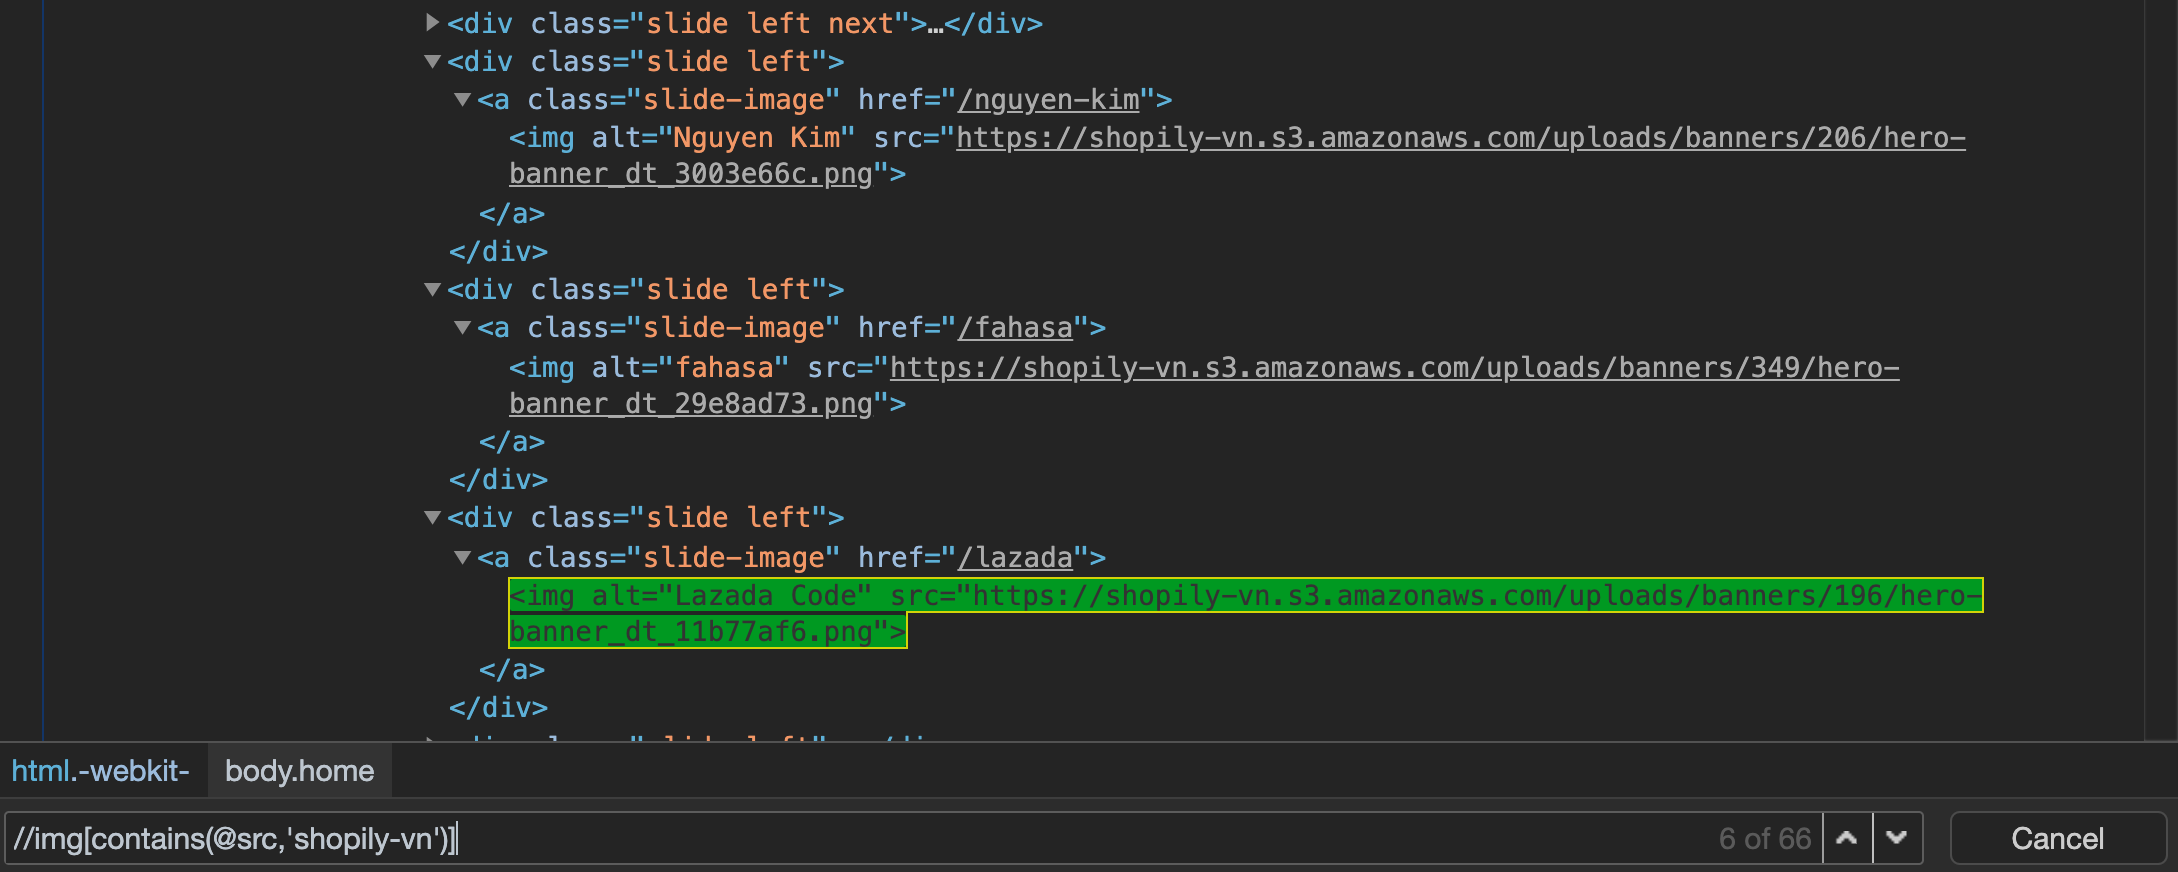 <div class="slide left next">…</div>
<div class="slide left">
<a class="slide-image" href="/nguyen-kim">
<img alt="Nguyen Kim" src="https://shopily-vn.s3.amazonaws.com/uploads/banners/206/hero-
banner_dt_3003e66c.png">
</a>
</div>
<div class="slide left">
<a class="slide-image" href="/fahasa">
<img alt="fahasa" src="https://shopily-vn.s3.amazonaws.com/uploads/banners/349/hero-
banner_dt_29e8ad73.png">
</a>
</div>
<div class="slide left">
<a class="slide-image" href="/lazada">
<img alt="Lazada Code" src="https://shopily-vn.s3.amazonaws.com/uploads/banners/196/hero-
banner_dt_11b77af6.png">
</a>
</div>
html.-webkit- body.home
//img[contains(@src,'shopily-vn')] 6 of 66 Cancel